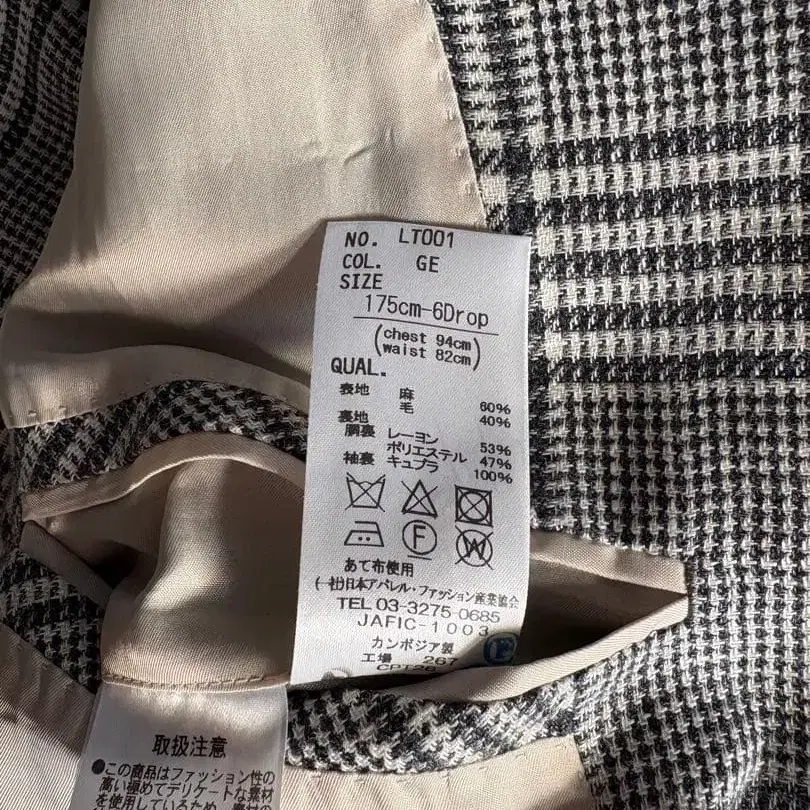 NO. LT001
COL. GE
SIZE
175cm-6Drop
(chest 94cm
waist 82cm)
QUAL.
表地 麻 60%
毛 40%
裏地
胴裏 レーヨン 53%
ポリエステル 47%
袖裏 キュプラ 100%
F
W
あて布使用
(一社)日本アパレル・ファッション産業協会
TEL 03-3275-0685
JAFIC-1003
カンボジア製
工場 267
取扱注意
●この商品はファッション性の
高い極めてデリケートな素材
を使用しているため、素材の